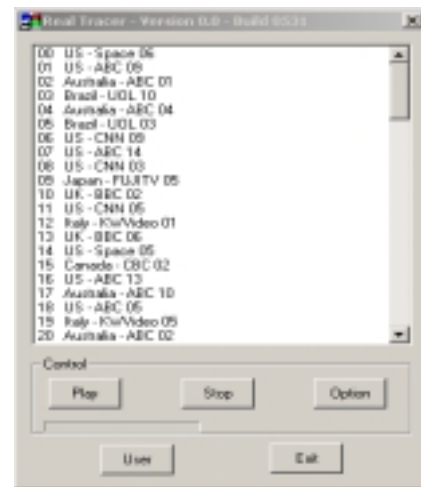 Real Tracer - Version 0.0 - Build 0531
00 US - Space 06
01 US - ABC 09
02 Australia - ABC 01
03 Brazil - UOL 10
04 Australia - ABC 04
05 Brazil - UOL 03
06 US - CNN 09
07 US - ABC 14
08 US - CNN 03
09 Japan - FUJITV 05
10 UK - BBC 02
11 US - CNN 05
12 Italy - KwVideo 01
13 UK - BBC 06
14 US - Space 05
15 Canada - CBC 02
16 US - ABC 13
17 Australia - ABC 10
18 US - ABC 05
19 Italy - KwVideo 05
20 Australia - ABC 02
Control
Play Stop Option
User Exit